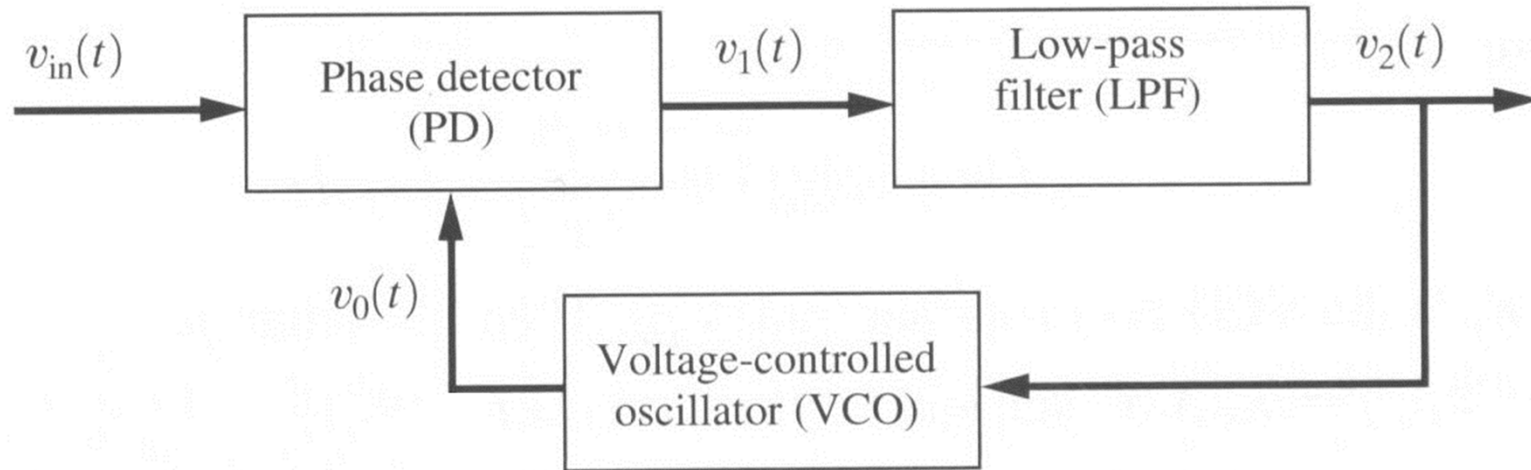 v_in(t)
Phase detector
(PD)
v_1(t)
Low-pass
filter (LPF)
v_2(t)
v_0(t)
Voltage-controlled
oscillator (VCO)